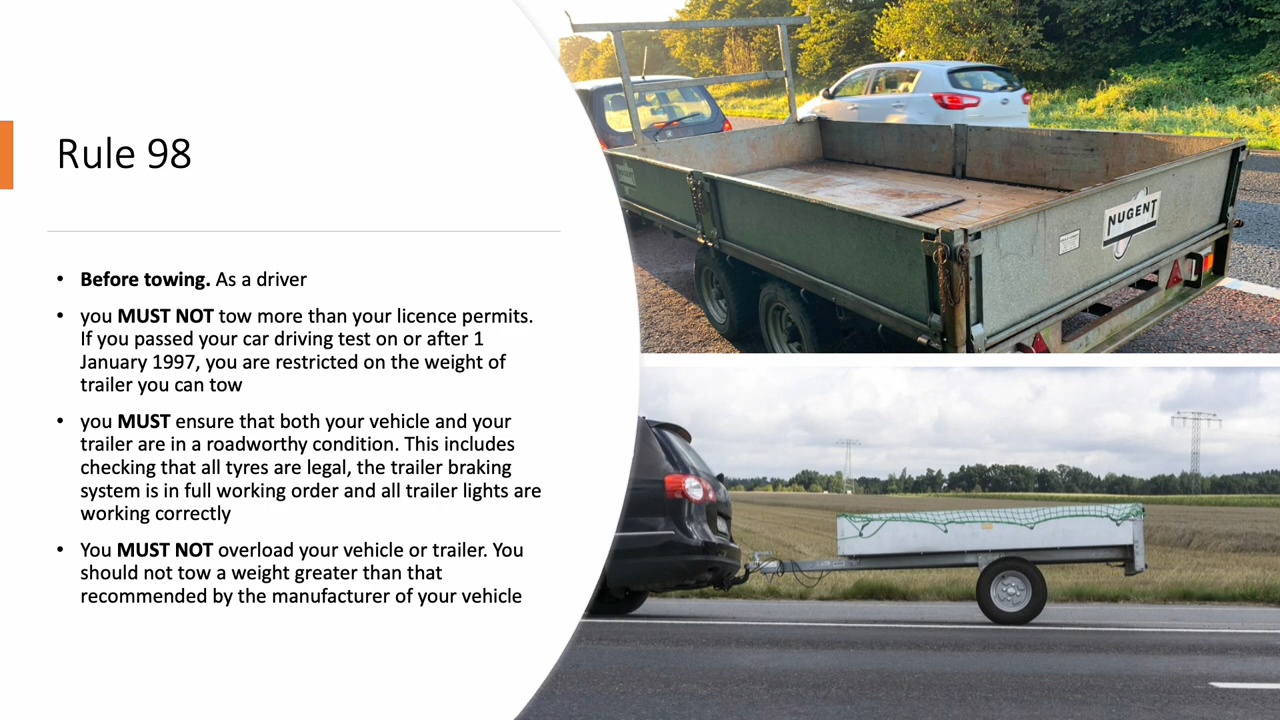 Rule 98
• Before towing. As a driver
• you MUST NOT tow more than your licence permits.
If you passed your car driving test on or after 1
January 1997, you are restricted on the weight of
trailer you can tow
• you MUST ensure that both your vehicle and your
trailer are in a roadworthy condition. This includes
checking that all tyres are legal, the trailer braking
system is in full working order and all trailer lights are
working correctly
• You MUST NOT overload your vehicle or trailer. You
should not tow a weight greater than that
recommended by the manufacturer of your vehicle
NUGENT